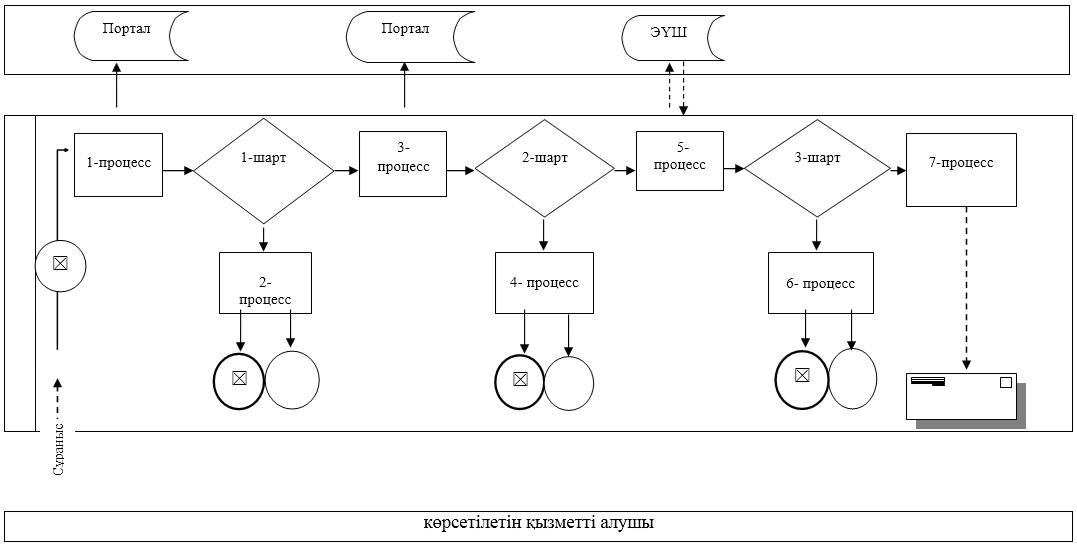 Портал
Портал
ЭҮШ
1-процесс
1-шарт
3-
процесс
2-шарт
5-
процесс
3-шарт
7-процесс
2-
процесс
4- процесс
6- процесс
Сұраныс
көрсетілетін қызметті алушы